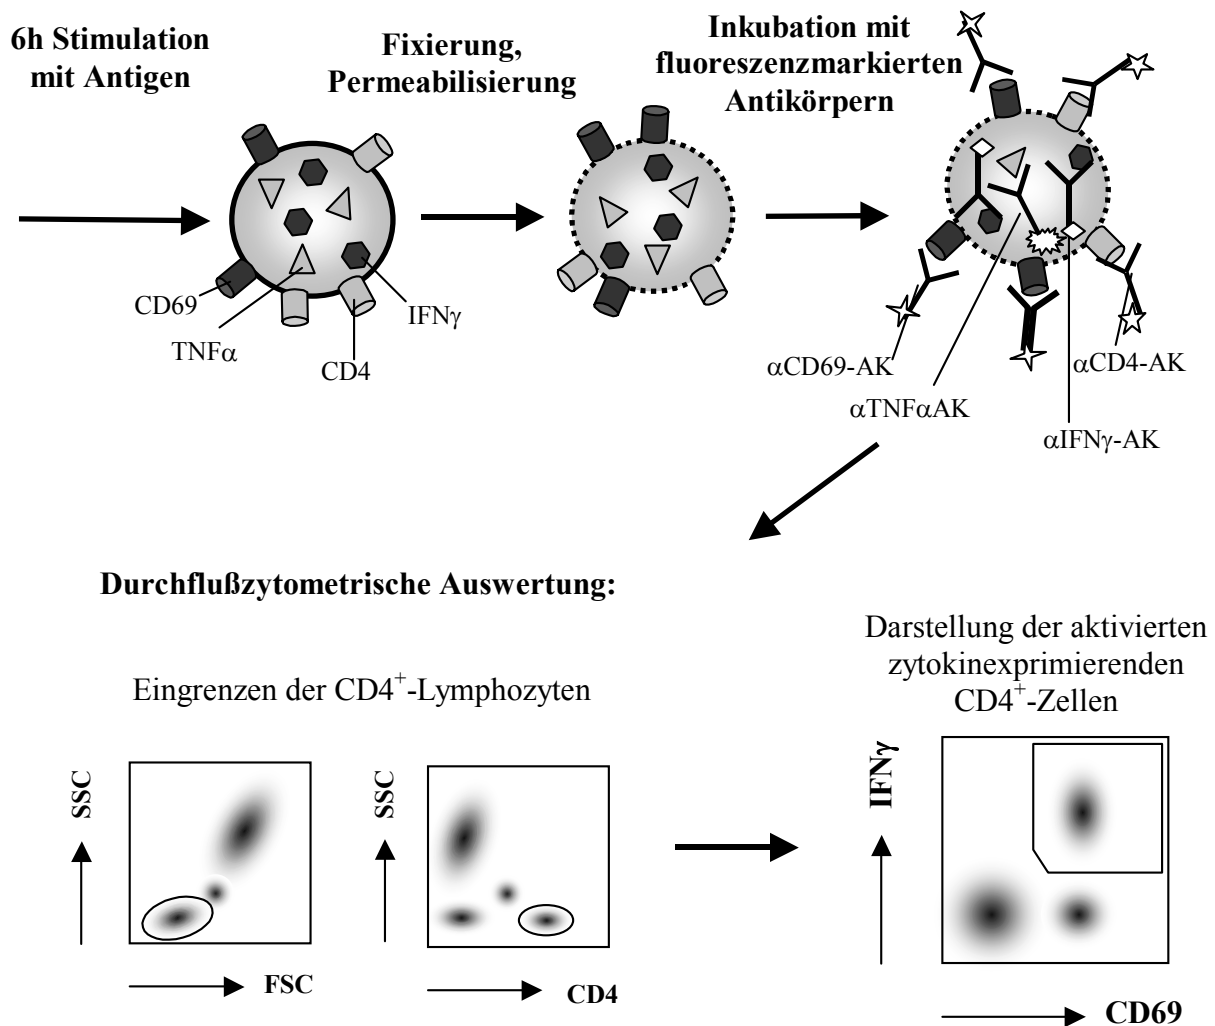 6h Stimulation
mit Antigen
Fixierung,
Permeabilisierung
Inkubation mit
fluoreszenzmarkierten
Antikörpern
CD69
TNFα
CD4
IFNγ
αCD69-AK
αTNFαAK
αCD4-AK
αIFNγ-AK
Durchflußzytometrische Auswertung:
Eingrenzen der CD4⁺-Lymphozyten
Darstellung der aktivierten
zytokinexprimierenden
CD4⁺-Zellen
SSC
FSC
SSC
CD4
IFNγ
CD69